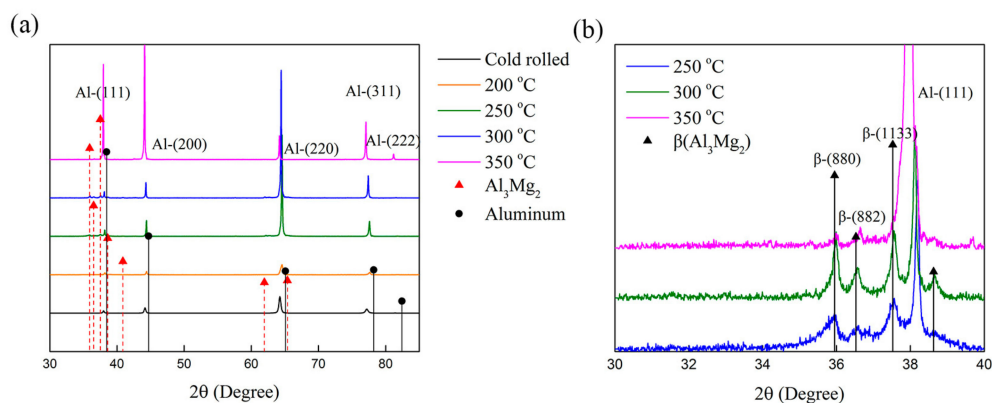 (a)
Al-(111)
Al-(200)
Al-(220)
Al-(311)
Al-(222)
30 40 50 60 70 80
2θ (Degree)
Cold rolled
200 °C
250 °C
300 °C
350 °C
Al₃Mg₂
Aluminum
(b)
250 °C
300 °C
350 °C
β(Al₃Mg₂)
Al-(111)
β-(1133)
β-(880)
β-(882)
30 32 34 36 38 40
2θ (Degree)